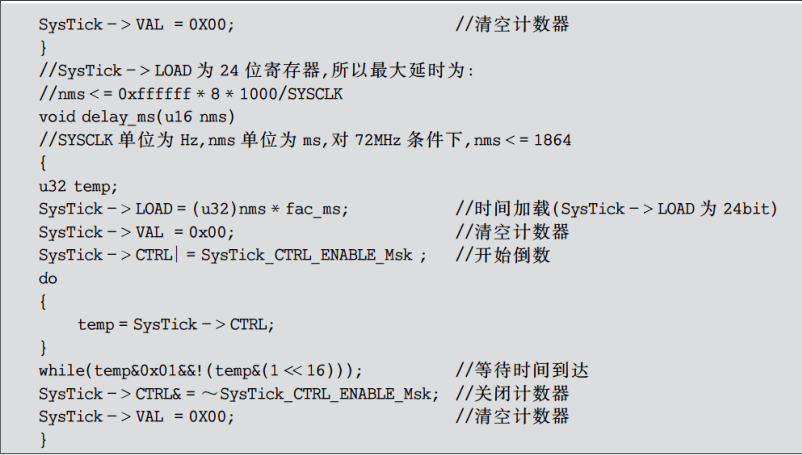 SysTick->VAL = 0X00; //清空计数器
}
//SysTick->LOAD 为 24 位寄存器,所以最大延时为:
//nms<= 0xffffff * 8 * 1000/SYSCLK
void delay_ms(u16 nms)
//SYSCLK 单位为 Hz,nms 单位为 ms,对 72MHz 条件下,nms<= 1864
{
u32 temp;
SysTick->LOAD = (u32)nms * fac_ms; //时间加载(SysTick->LOAD 为 24bit)
SysTick->VAL = 0x00; //清空计数器
SysTick->CTRL| = SysTick_CTRL_ENABLE_Msk ; //开始倒数
do
{
temp = SysTick->CTRL;
}
while(temp&0x01&&!(temp&(1≪16))); //等待时间到达
SysTick->CTRL& = ～SysTick_CTRL_ENABLE_Msk; //关闭计数器
SysTick->VAL = 0X00; //清空计数器
}